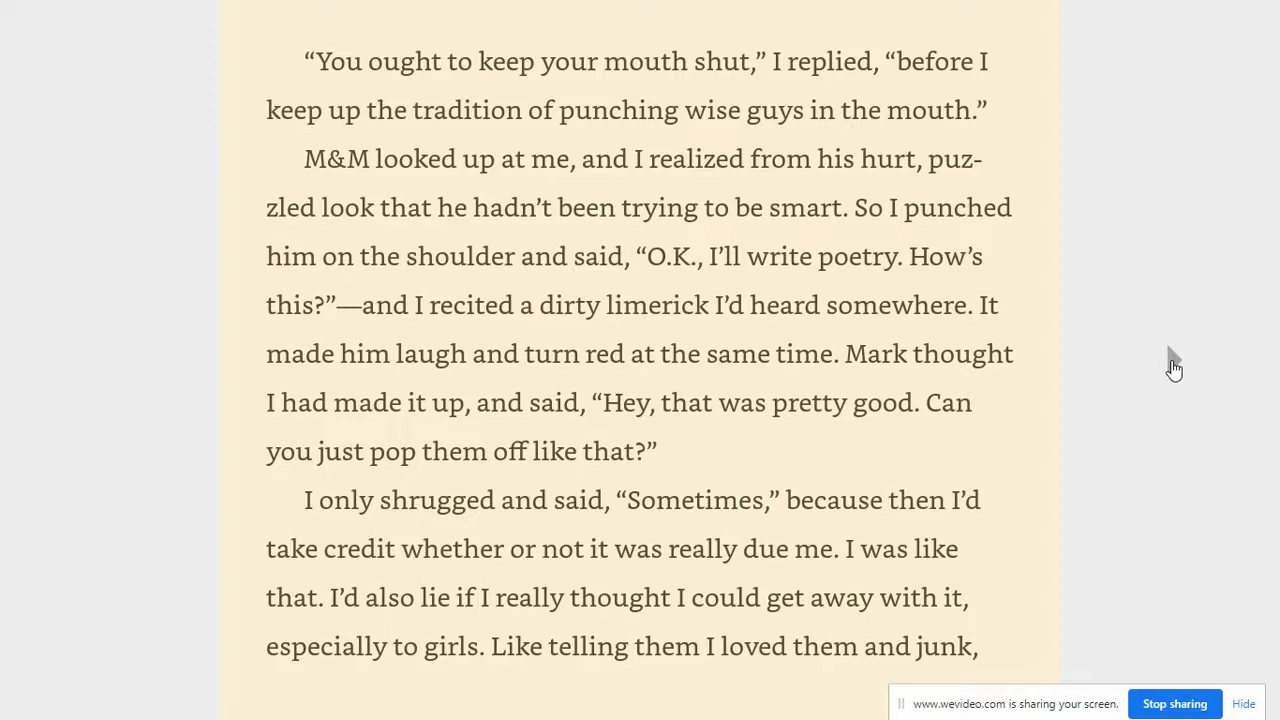 “You ought to keep your mouth shut,” I replied, “before I
keep up the tradition of punching wise guys in the mouth.”
M&M looked up at me, and I realized from his hurt, puz-
zled look that he hadn’t been trying to be smart. So I punched
him on the shoulder and said, “O.K., I’ll write poetry. How’s
this?”—and I recited a dirty limerick I’d heard somewhere. It
made him laugh and turn red at the same time. Mark thought
I had made it up, and said, “Hey, that was pretty good. Can
you just pop them off like that?”
I only shrugged and said, “Sometimes,” because then I’d
take credit whether or not it was really due me. I was like
that. I’d also lie if I really thought I could get away with it,
especially to girls. Like telling them I loved them and junk,
www.wevideo.com is sharing your screen. Stop sharing Hide